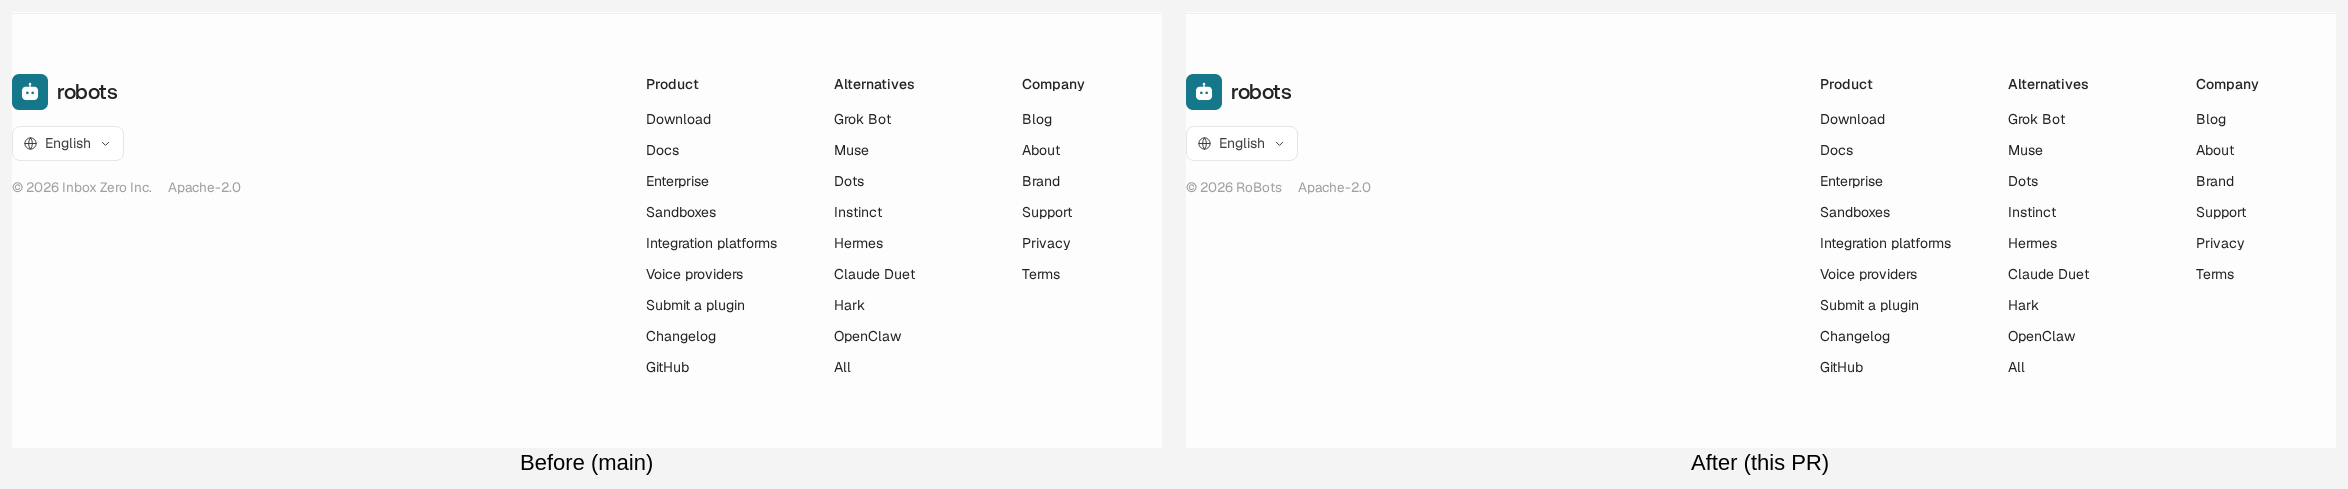 robots
English
© 2026 Inbox Zero Inc. Apache-2.0
Product
Download
Docs
Enterprise
Sandboxes
Integration platforms
Voice providers
Submit a plugin
Changelog
GitHub
Alternatives
Grok Bot
Muse
Dots
Instinct
Hermes
Claude Duet
Hark
OpenClaw
All
Company
Blog
About
Brand
Support
Privacy
Terms
Before (main)
robots
English
© 2026 RoBots Apache-2.0
Product
Download
Docs
Enterprise
Sandboxes
Integration platforms
Voice providers
Submit a plugin
Changelog
GitHub
Alternatives
Grok Bot
Muse
Dots
Instinct
Hermes
Claude Duet
Hark
OpenClaw
All
Company
Blog
About
Brand
Support
Privacy
Terms
After (this PR)